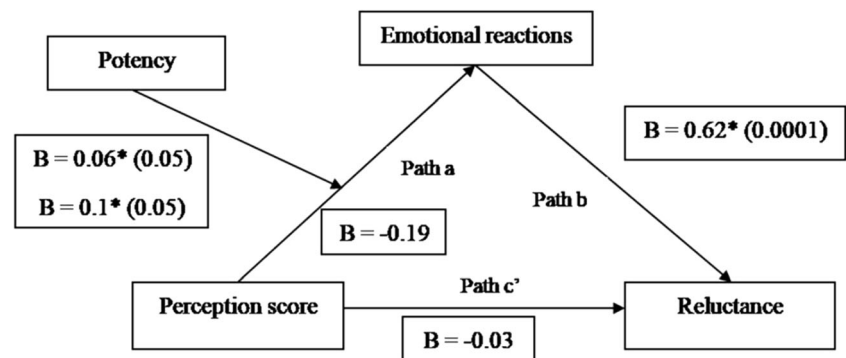 Emotional reactions
Potency
B = 0.06* (0.05)
B = 0.1* (0.05)
B = 0.62* (0.0001)
Path a
Path b
B = -0.19
Perception score
Path c’
Reluctance
B = -0.03